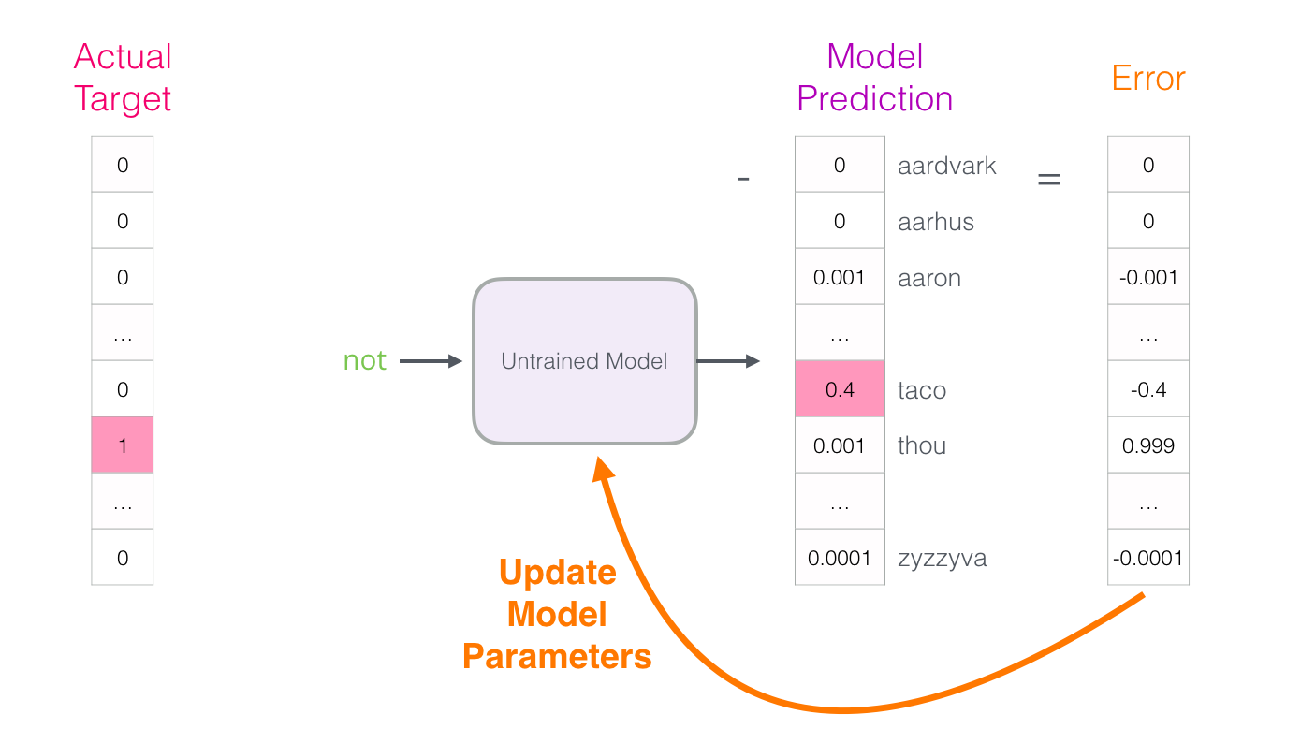 Actual
Target
Model
Prediction
Error
0
0
0
...
0
1
...
0
not
Untrained Model
-
0 aardvark
0 aarhus
0.001 aaron
...
0.4 taco
0.001 thou
...
0.0001 zyzzyva
=
0
0
-0.001
...
-0.4
0.999
...
-0.0001
Update
Model
Parameters